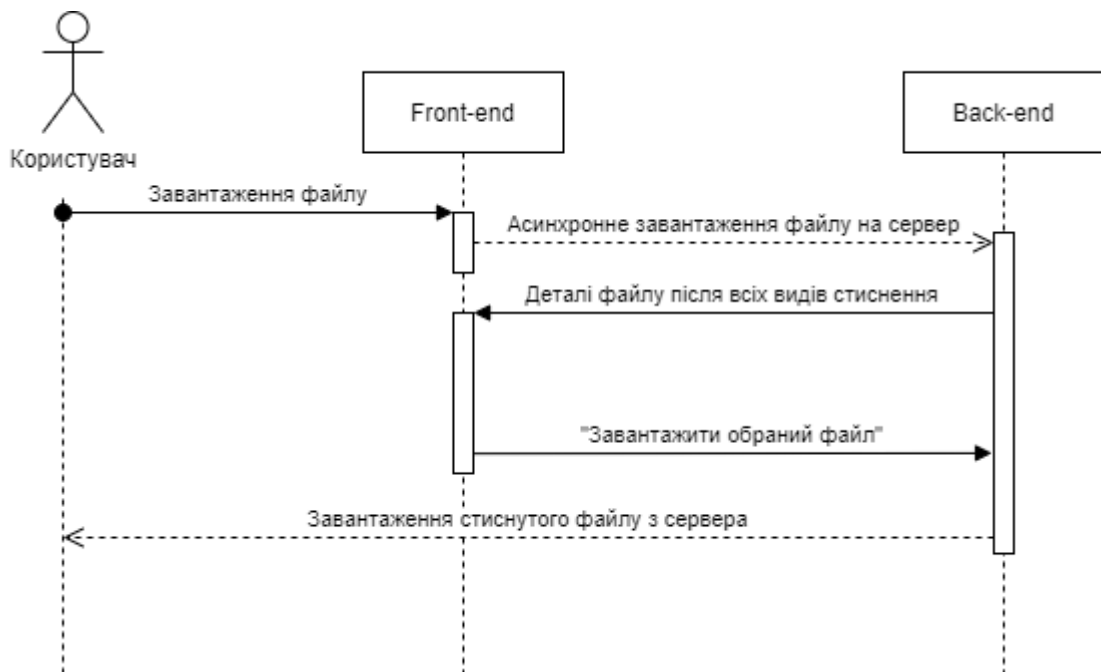 Front-end
Back-end
Користувач
Завантаження файлу
Асинхронне завантаження файлу на сервер
Деталі файлу після всіх видів стиснення
"Завантажити обраний файл"
Завантаження стиснутого файлу з сервера